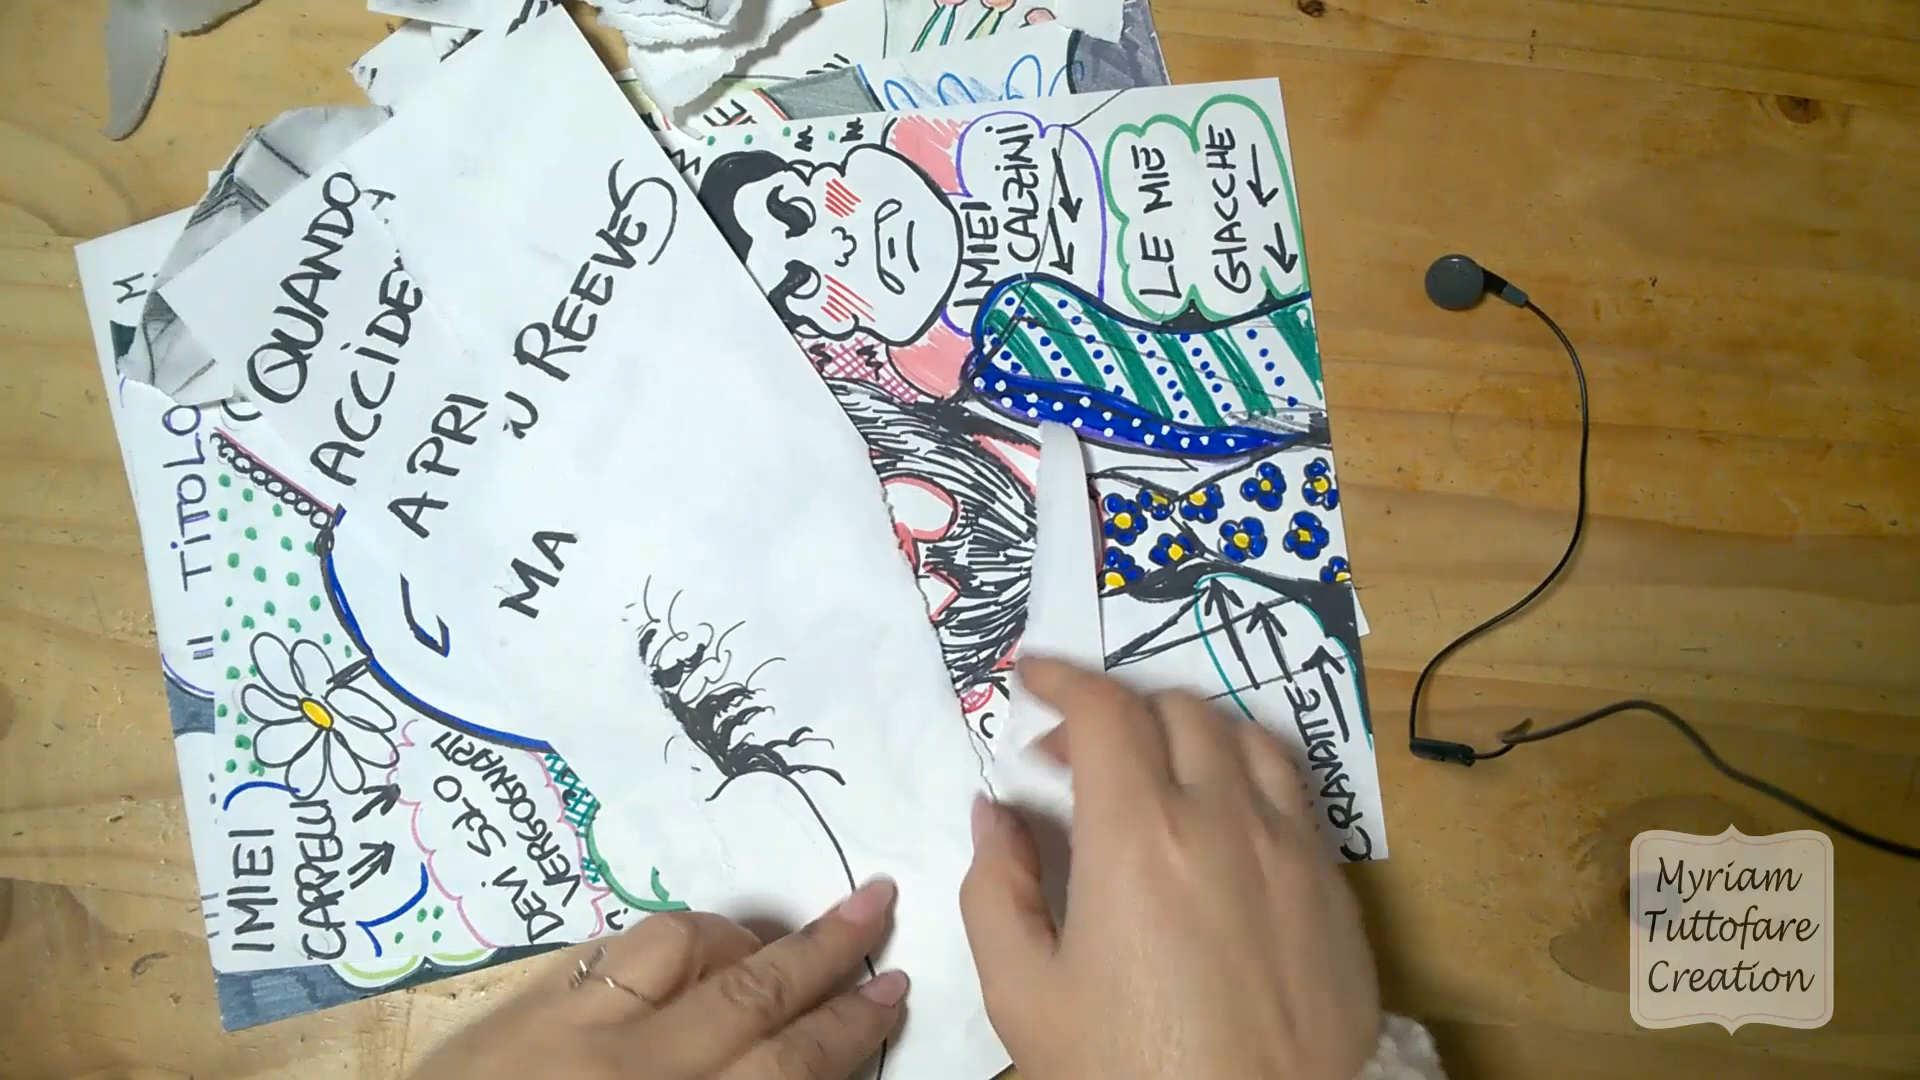 QUANDO
ACCIDE
APRI
U REEVES
MA
I MIEI
CALZINI
LE MIE
GIACCHE
CRAVATTE
II TITOLO
I MIEI
CAPPELLI
DEVI SOLO
VERGOGNARTI
Myriam
Tuttofare
Creation